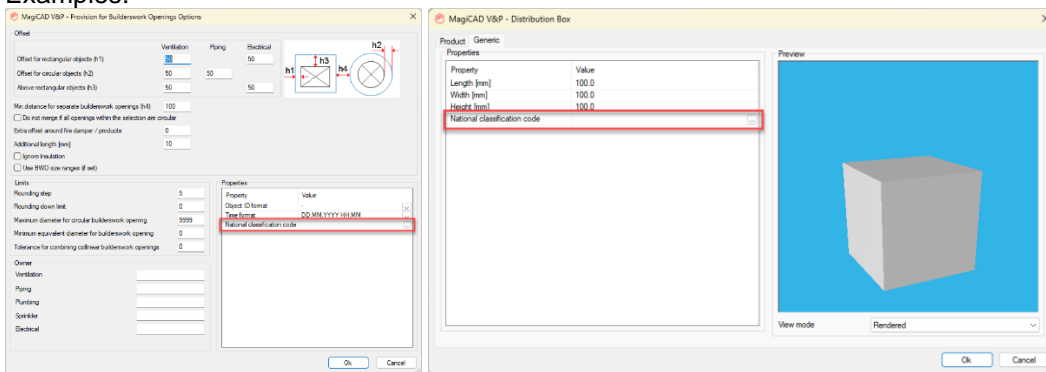 Examples:
MagiCAD V&P - Provision for Builderswork Openings Options
Offset
Ventilation Piping Electrical
Offset for rectangular objects (h1) 50 50
Offset for circular objects (h2) 50 50
Above rectangular objects (h3) 50 50
h1 h3 h4 h2
Min distance for separate builderswork openings (h4) 100
Do not merge if all openings within the selection are circular
Extra offset around fire damper / products 0
Additional length [mm] 10
Ignore insulation
Use BWO size ranges (if set)
Limits
Rounding step 5
Rounding down limit 0
Maximum diameter for circular builderswork opening 9999
Minimum equivalent diameter for builderswork opening 0
Tolerance for combining collinear builderswork openings 0
Owner
Ventilation
Piping
Plumbing
Sprinkler
Electrical
Properties
Property Value
Object ID format -
Time format DD.MM.YYYY HH:MM
National classification code ...
Ok Cancel
MagiCAD V&P - Distribution Box
Product Generic
Properties
Property Value
Length [mm] 100.0
Width [mm] 100.0
Height [mm] 100.0
National classification code ...
Preview
View mode Rendered
Ok Cancel